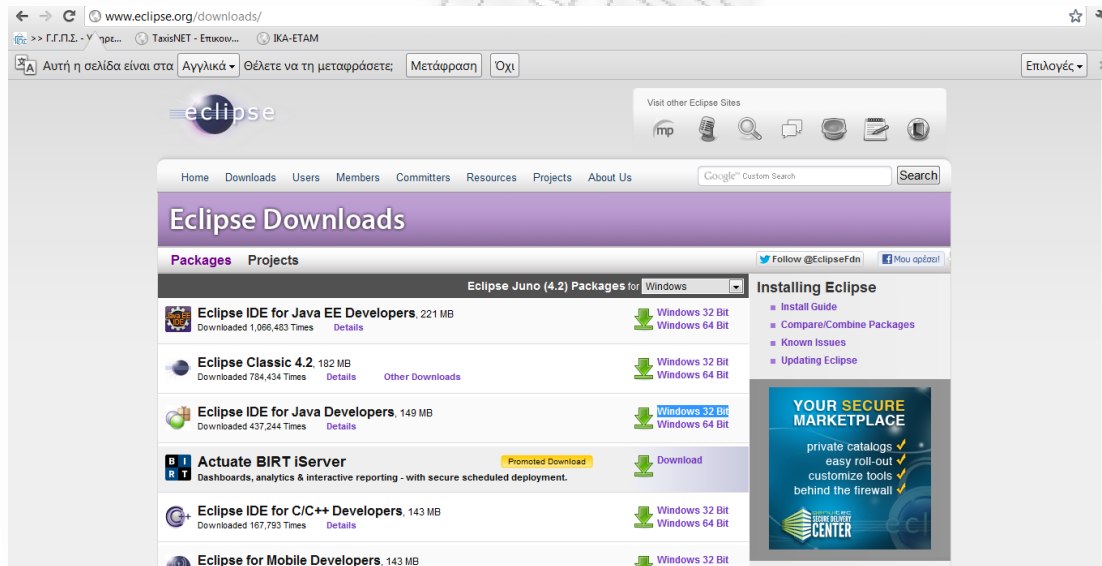 www.eclipse.org/downloads/
>> Γ.Γ.Π.Σ. - TaxisNET - Επικοιν... IKA-ETAM
Αυτή η σελίδα είναι στα Αγγλικά Θέλετε να τη μεταφράσετε; Μετάφραση Όχι Επιλογές
eclipse
Visit other Eclipse Sites
mp
Home Downloads Users Members Committers Resources Projects About Us Google™ Custom Search Search
Eclipse Downloads
Packages Projects
Follow @EclipseFdn Μου αρέσει!
Eclipse Juno (4.2) Packages for Windows
Eclipse IDE for Java EE Developers, 221 MB
Downloaded 1,066,483 Times Details
Windows 32 Bit
Windows 64 Bit
Eclipse Classic 4.2, 182 MB
Downloaded 784,434 Times Details Other Downloads
Windows 32 Bit
Windows 64 Bit
Eclipse IDE for Java Developers, 149 MB
Downloaded 437,244 Times Details
Windows 32 Bit
Windows 64 Bit
BIRT
Actuate BIRT iServer Promoted Download
Dashboards, analytics & interactive reporting - with secure scheduled deployment.
Download
Eclipse IDE for C/C++ Developers, 143 MB
Downloaded 167,793 Times Details
Windows 32 Bit
Windows 64 Bit
Eclipse for Mobile Developers, 143 MB
Windows 32 Bit
Installing Eclipse
Install Guide
Compare/Combine Packages
Known Issues
Updating Eclipse
YOUR SECURE
MARKETPLACE
private catalogs
easy roll-out
customize tools
behind the firewall
genuitec
SECURE DELIVERY
CENTER